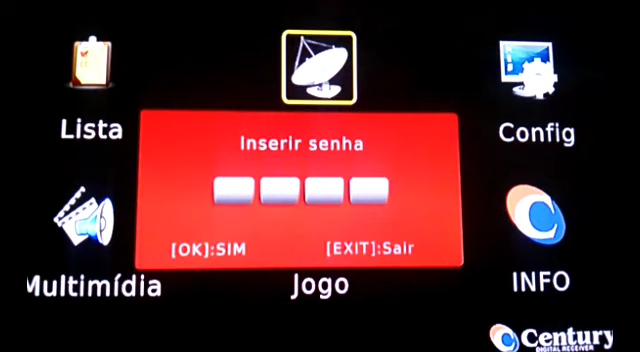 Inserir senha
Lista
Config
[OK]:SIM
[EXIT]:Sair
Multimídia
Jogo
INFO
Century
DIGITAL RECEIVER